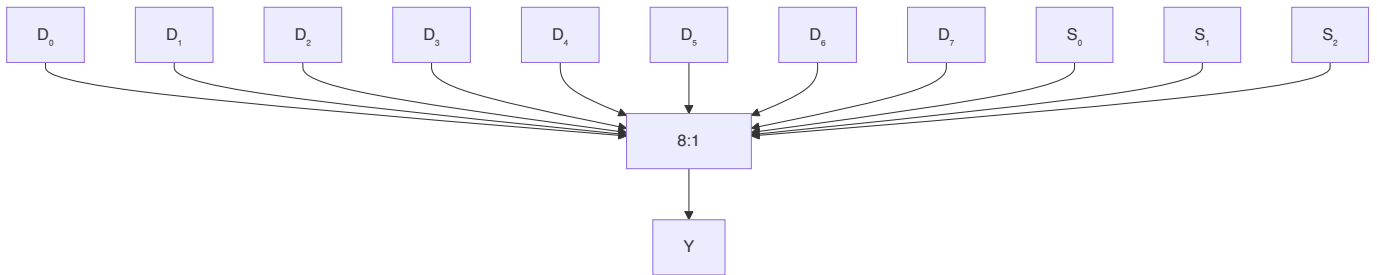 D₀
D₁
D₂
D₃
D₄
D₅
D₆
D₇
S₀
S₁
S₂
8:1
Y